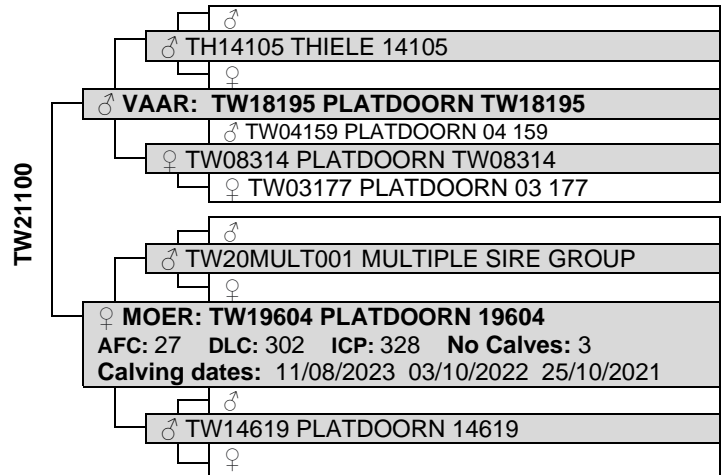 ♂
♂ TH14105 THIELE 14105
♀
♂ VAAR: TW18195 PLATDOORN TW18195
♂ TW04159 PLATDOORN 04 159
♀ TW08314 PLATDOORN TW08314
♀ TW03177 PLATDOORN 03 177
TW21100
♂
♂ TW20MULT001 MULTIPLE SIRE GROUP
♀
♀ MOER: TW19604 PLATDOORN 19604
AFC: 27 DLC: 302 ICP: 328 No Calves: 3
Calving dates: 11/08/2023 03/10/2022 25/10/2021
♂
♂ TW14619 PLATDOORN 14619
♀